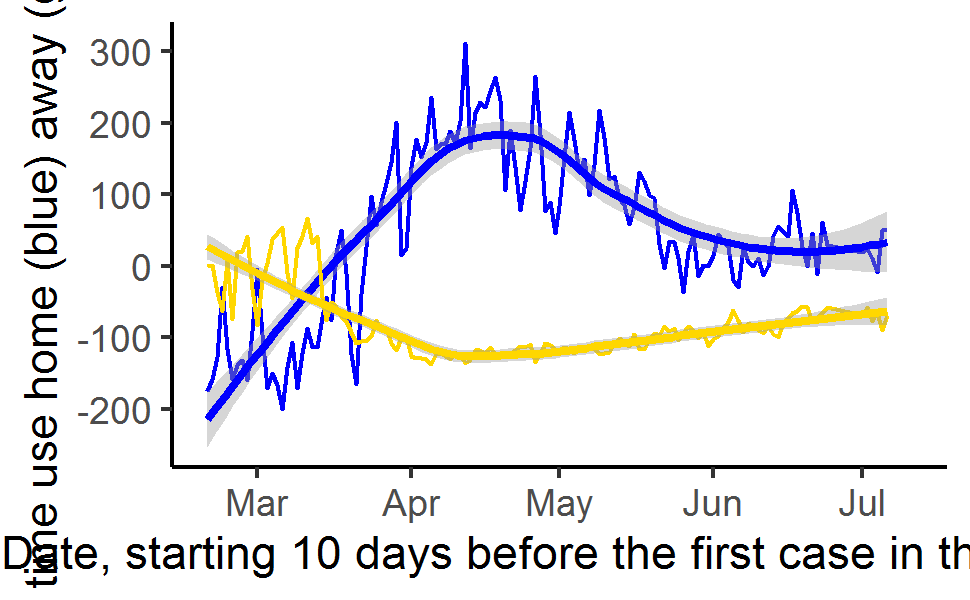 time use home (blue) away (
300
200
100
0
-100
-200
Mar Apr May Jun Jul
Date, starting 10 days before the first case in th